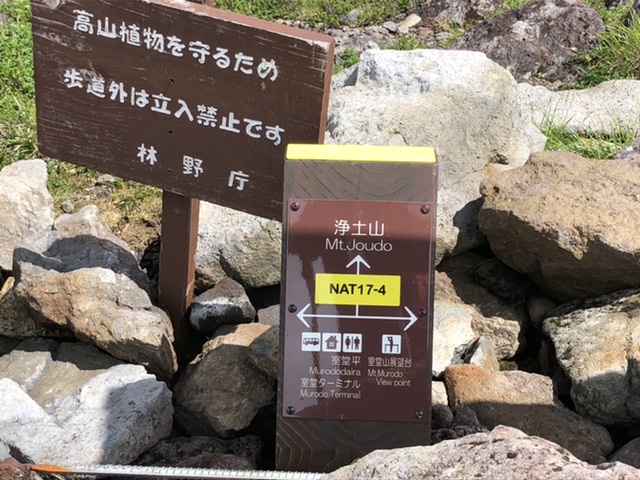 高山植物を守るため
歩道外は立入禁止です
林野庁
浄土山
Mt.Joudo
NAT17-4
室堂平
Murododaira
室堂ターミナル
Murodo Terminal
室堂山展望台
Mt.Murodo
View point